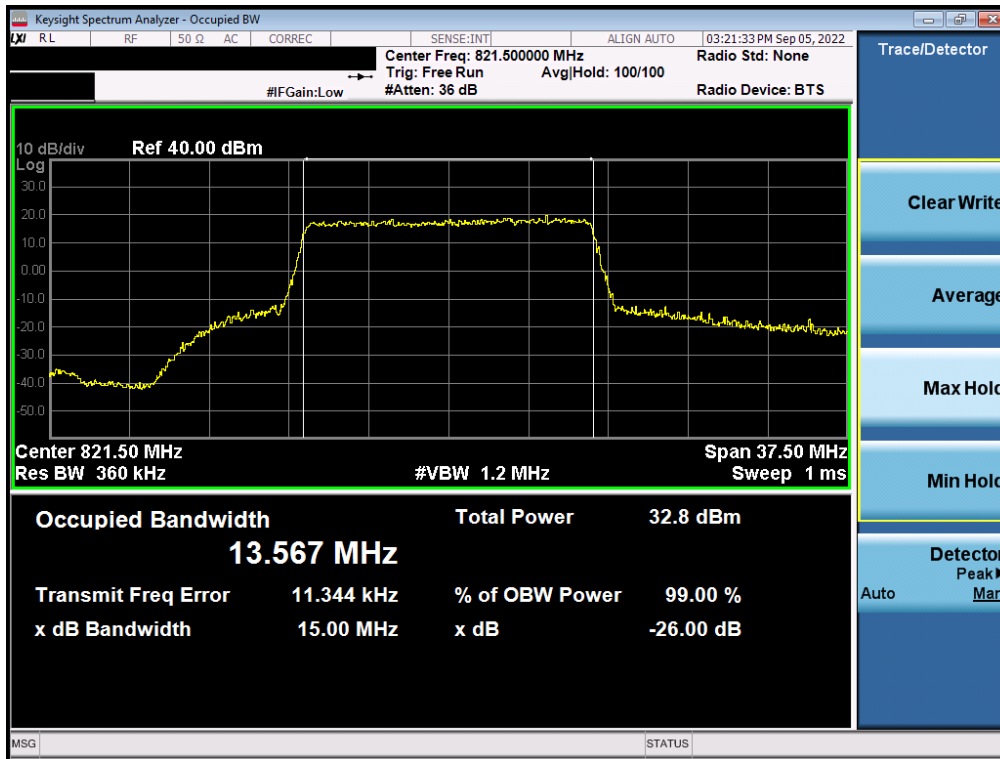 Keysight Spectrum Analyzer - Occupied BW
LXI RL RF 50 Ω AC CORREC SENSE:INT ALIGN AUTO 03:21:33 PM Sep 05, 2022
Center Freq: 821.500000 MHz Radio Std: None
Trig: Free Run Avg|Hold: 100/100
#IFGain:Low #Atten: 36 dB Radio Device: BTS
Trace/Detector
10 dB/div Ref 40.00 dBm
Log
30.0
20.0
10.0
0.00
-10.0
-20.0
-30.0
-40.0
-50.0
Center 821.50 MHz Span 37.50 MHz
Res BW 360 kHz #VBW 1.2 MHz Sweep 1 ms
Occupied Bandwidth Total Power 32.8 dBm
13.567 MHz
Transmit Freq Error 11.344 kHz % of OBW Power 99.00 %
x dB Bandwidth 15.00 MHz x dB -26.00 dB
Clear Write
Average
Max Hold
Min Hold
Detector
Peak
Auto Man
MSG STATUS